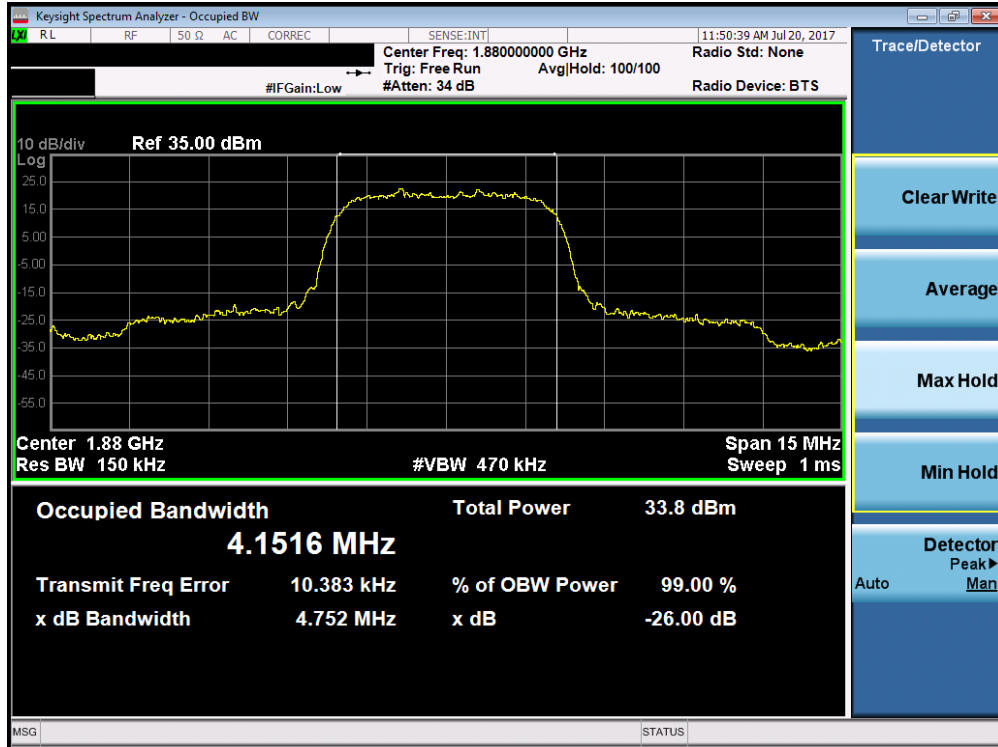 Keysight Spectrum Analyzer - Occupied BW
LXI RL RF 50 Ω AC CORREC SENSE:INT 11:50:39 AM Jul 20, 2017
Center Freq: 1.880000000 GHz Radio Std: None
Trig: Free Run Avg|Hold: 100/100
#IFGain:Low #Atten: 34 dB Radio Device: BTS
Trace/Detector
10 dB/div Ref 35.00 dBm
Log
25.0
15.0
5.00
-5.00
-15.0
-25.0
-35.0
-45.0
-55.0
Center 1.88 GHz Span 15 MHz
Res BW 150 kHz #VBW 470 kHz Sweep 1 ms
Occupied Bandwidth Total Power 33.8 dBm
4.1516 MHz
Transmit Freq Error 10.383 kHz % of OBW Power 99.00 %
x dB Bandwidth 4.752 MHz x dB -26.00 dB
Clear Write
Average
Max Hold
Min Hold
Detector
Peak▶
Auto Man
MSG STATUS